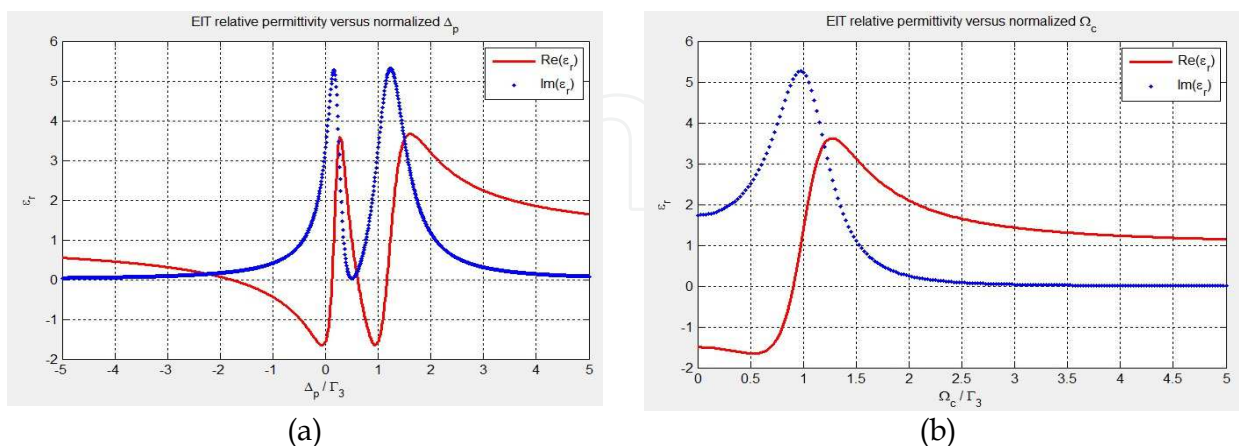 EIT relative permittivity versus normalized Δp
6
5
4
3
2
1
0
-1
-2
εr
Re(εr)
Im(εr)
-5 -4 -3 -2 -1 0 1 2 3 4 5
Δp / Γ3
(a)
EIT relative permittivity versus normalized Ωc
6
5
4
3
2
1
0
-1
-2
εr
Re(εr)
Im(εr)
0 0.5 1 1.5 2 2.5 3 3.5 4 4.5 5
Ωc / Γ3
(b)